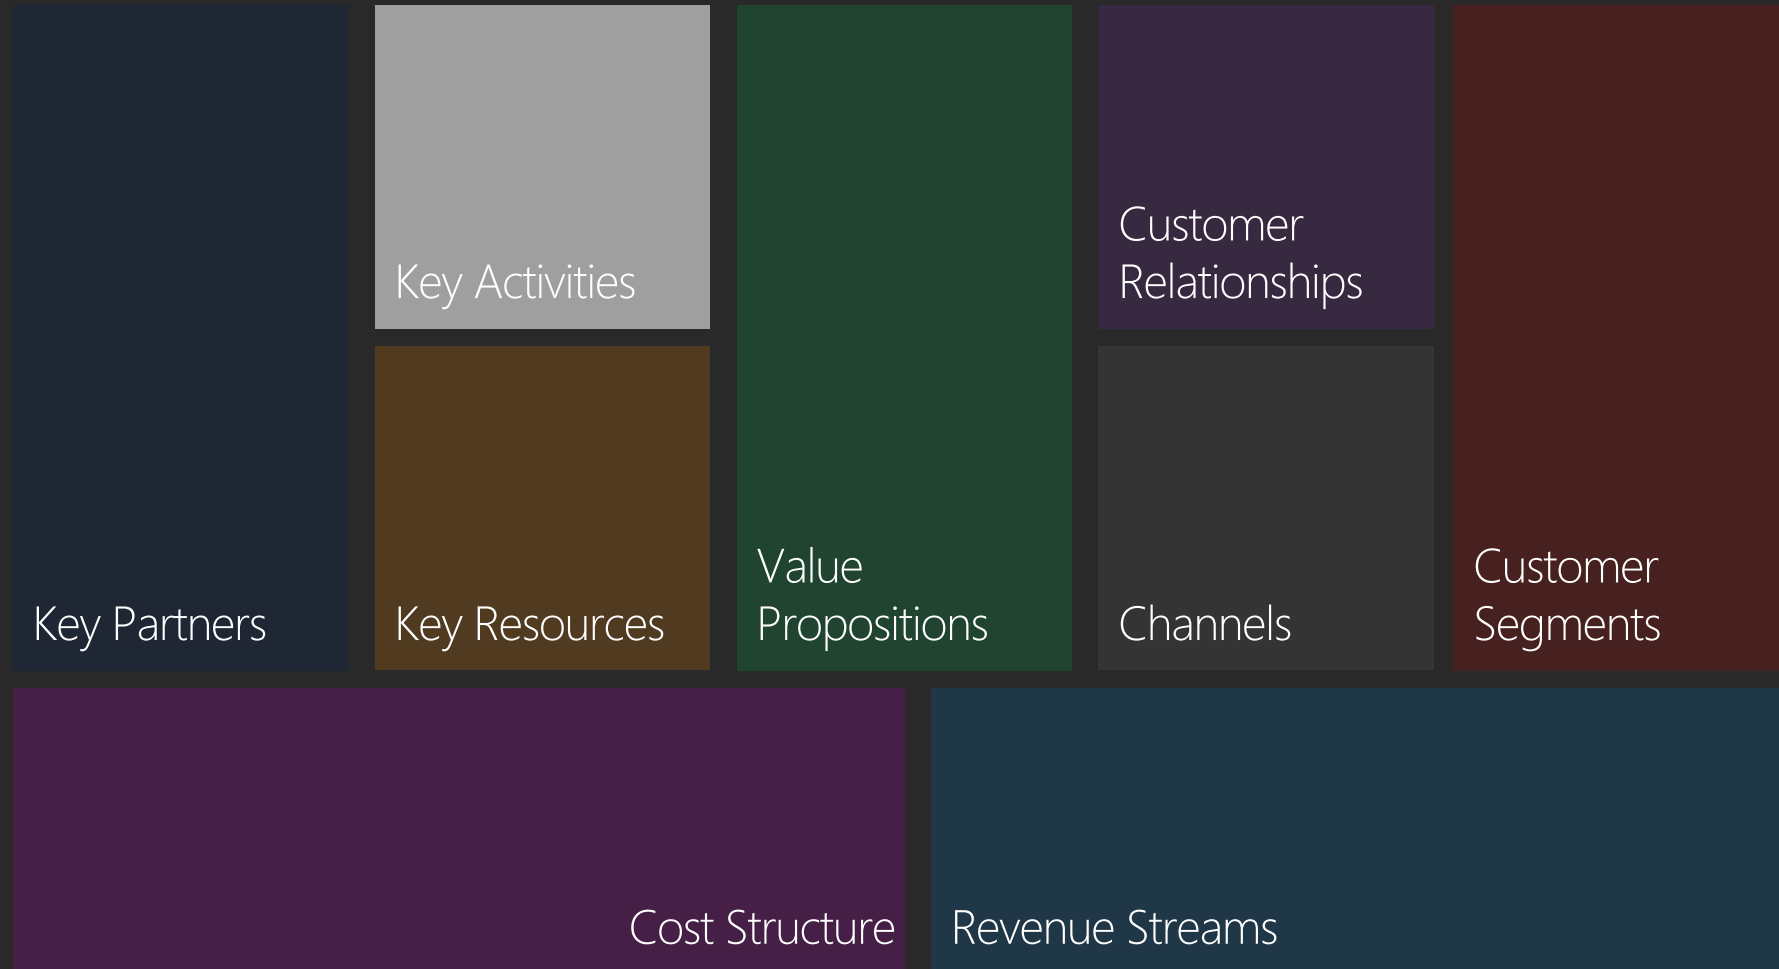 Key Partners
Key Activities
Key Resources
Value
Propositions
Customer
Relationships
Channels
Customer
Segments
Cost Structure
Revenue Streams